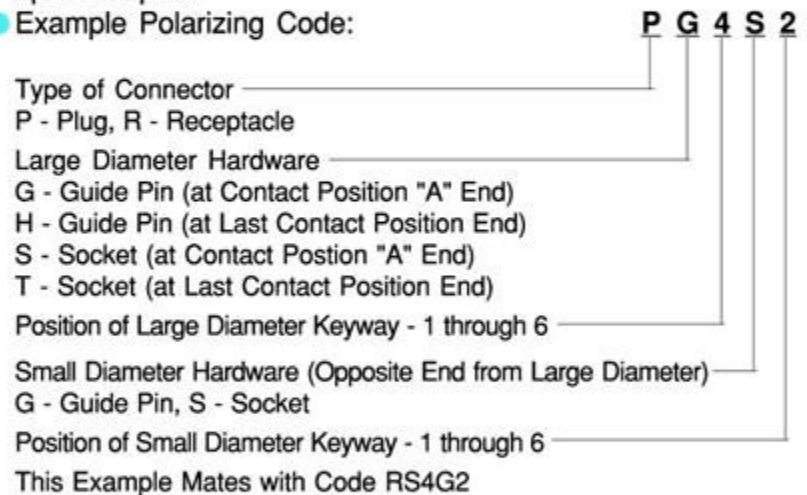 Example Polarizing Code: P G 4 S 2
Type of Connector
P - Plug, R - Receptacle
Large Diameter Hardware
G - Guide Pin (at Contact Position "A" End)
H - Guide Pin (at Last Contact Position End)
S - Socket (at Contact Postion "A" End)
T - Socket (at Last Contact Position End)
Position of Large Diameter Keyway - 1 through 6
Small Diameter Hardware (Opposite End from Large Diameter)
G - Guide Pin, S - Socket
Position of Small Diameter Keyway - 1 through 6
This Example Mates with Code RS4G2